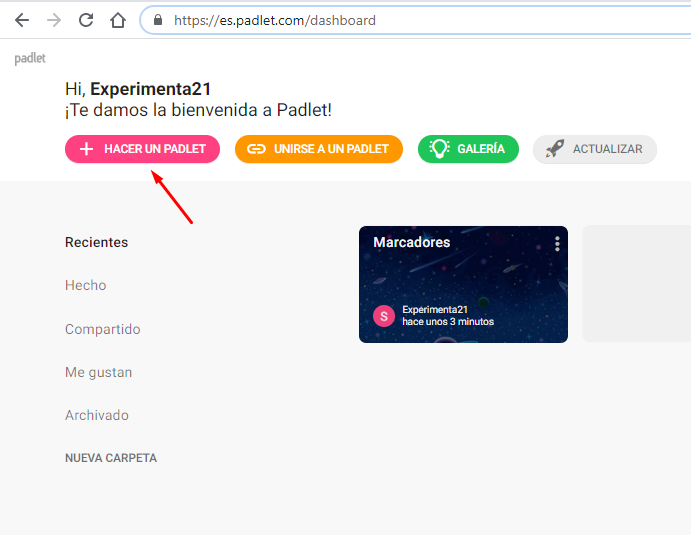 https://es.padlet.com/dashboard
padlet
Hi, Experimenta21
¡Te damos la bienvenida a Padlet!
HACER UN PADLET
UNIRSE A UN PADLET
GALERÍA
ACTUALIZAR
Recientes
Hecho
Compartido
Me gustan
Archivado
NUEVA CARPETA
Marcadores
S
Experimenta21
hace unos 3 minutos